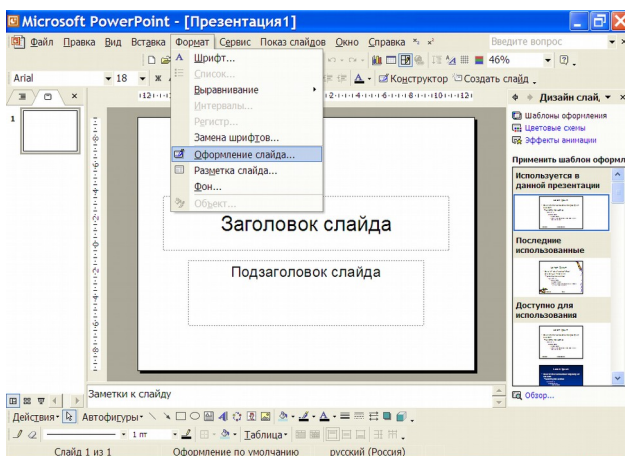 Microsoft PowerPoint - [Презентация1]
Файл Правка Вид Вставка Формат Сервис Показ слайдов Окно Справка
Введите вопрос
46%
Arial 18 Ж Конструктор Создать слайд
Шрифт...
Список...
Выравнивание
Интервалы...
Регистр...
Замена шрифтов...
Оформление слайда...
Разметка слайда...
Фон...
Объект...
1
Заголовок слайда
Подзаголовок слайда
Дизайн слай
Шаблоны оформления
Цветовые схемы
Эффекты анимации
Применить шаблон оформл
Используется в
данной презентации
Последние
использованные
Доступно для
использования
Обзор...
Заметки к слайду
Действия Автофигуры
1 пт Таблица
Слайд 1 из 1 Оформление по умолчанию русский (Россия)